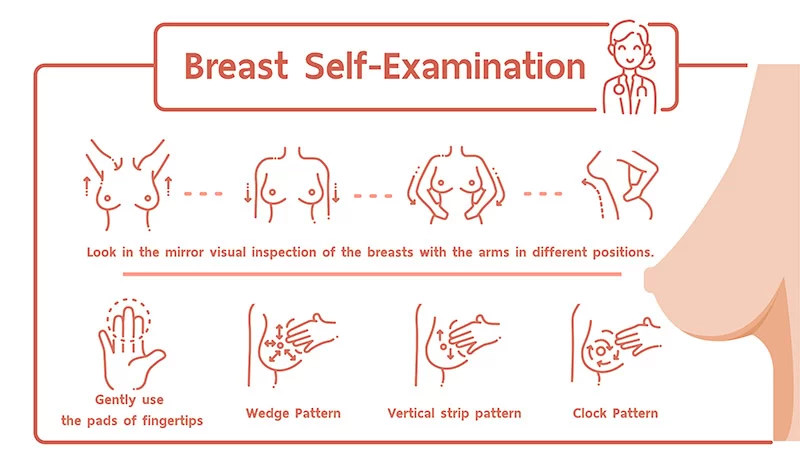 Breast Self-Examination
Look in the mirror visual inspection of the breasts with the arms in different positions.
Gently use
the pads of fingertips
Wedge Pattern
Vertical strip pattern
Clock Pattern